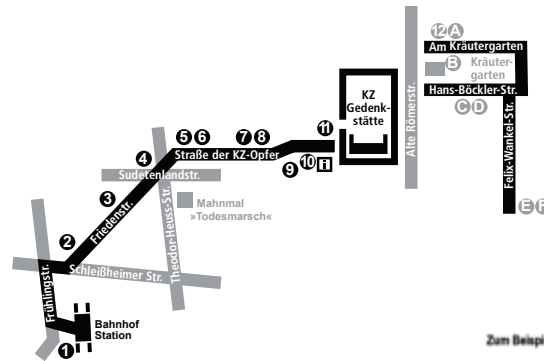 12 A
Am Kräutergarten
B Kräuter-
garten
Hans-Böckler-Str.
C D
Felix-Wankel-Str.
E F
Alte Römerstr.
KZ
Gedenk-
stätte
11
5 6 7 8
Straße der KZ-Opfer
9 10 i
4
Sudetenlandstr.
3
Friedenstr.
Mahnmal
»Todesmarsch«
Theodor-Heuss-Str.
2
Schleißheimer Str.
Frühlingstr.
Bahnhof
Station
1
Zum Beispi